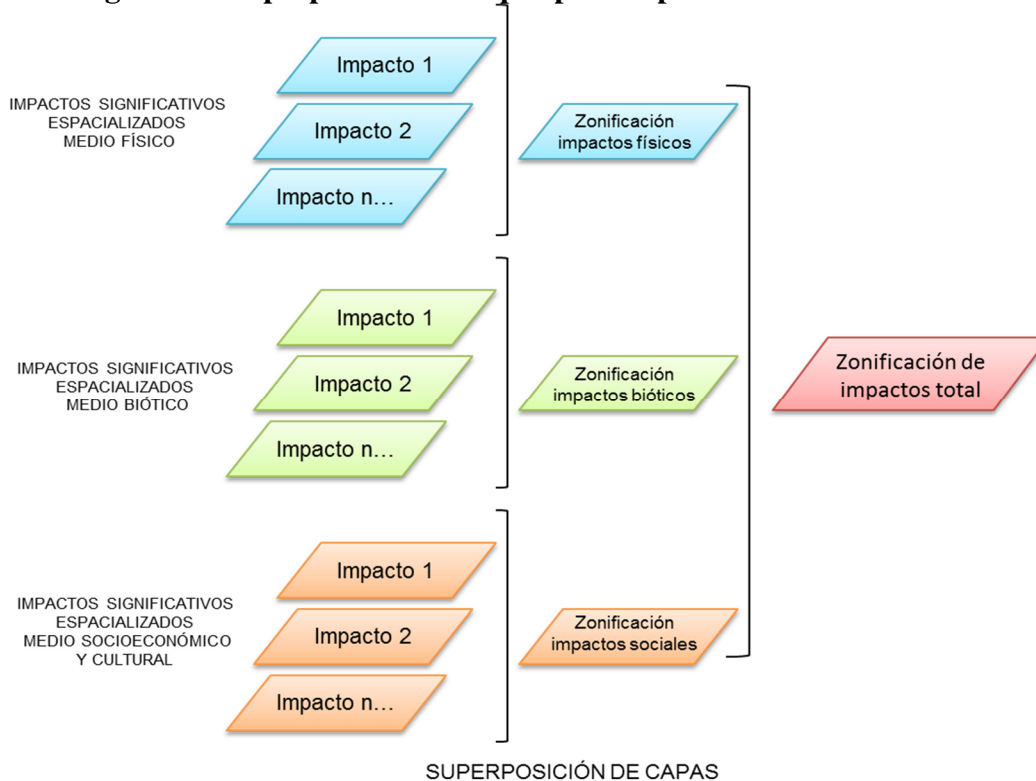 Impacto 1
IMPACTOS SIGNIFICATIVOS
ESPACIALIZADOS
MEDIO FÍSICO
Impacto 2
Impacto n...
Zonificación
impactos físicos
Impacto 1
IMPACTOS SIGNIFICATIVOS
ESPACIALIZADOS
MEDIO BIÓTICO
Impacto 2
Impacto n...
Zonificación
impactos bióticos
Zonificación de
impactos total
Impacto 1
IMPACTOS SIGNIFICATIVOS
ESPACIALIZADOS
MEDIO SOCIOECONÓMICO
Y CULTURAL
Impacto 2
Impacto n...
Zonificación
impactos sociales
SUPERPOSICIÓN DE CAPAS